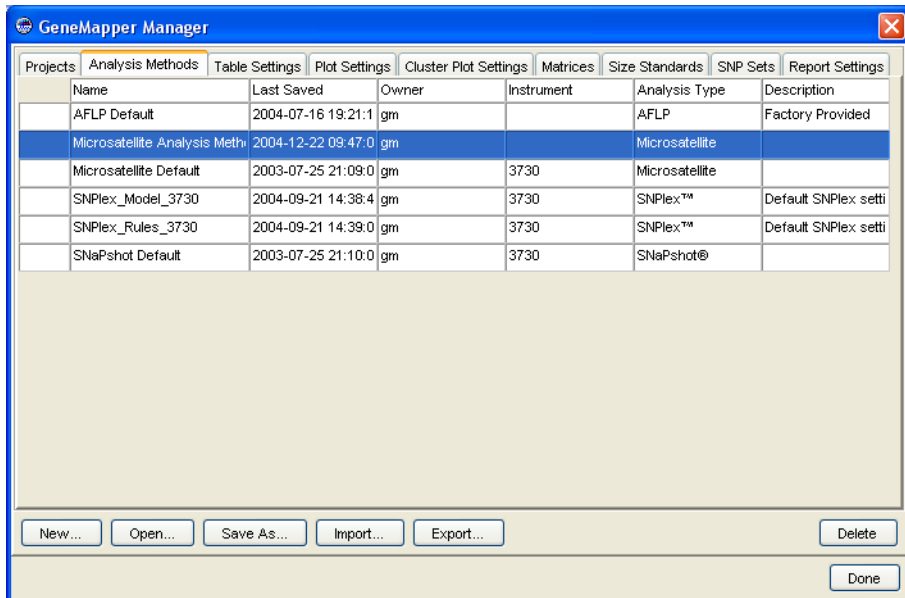 GeneMapper Manager
Projects Analysis Methods Table Settings Plot Settings Cluster Plot Settings Matrices Size Standards SNP Sets Report Settings
Name Last Saved Owner Instrument Analysis Type Description
AFLP Default 2004-07-16 19:21:1 gm AFLP Factory Provided
Microsatellite Analysis Meth 2004-12-22 09:47:0 gm Microsatellite
Microsatellite Default 2003-07-25 21:09:0 gm 3730 Microsatellite
SNPlex_Model_3730 2004-09-21 14:38:4 gm 3730 SNPlex™ Default SNPlex setti
SNPlex_Rules_3730 2004-09-21 14:39:0 gm 3730 SNPlex™ Default SNPlex setti
SNaPshot Default 2003-07-25 21:10:0 gm 3730 SNaPshot®
New... Open... Save As... Import... Export... Delete
Done